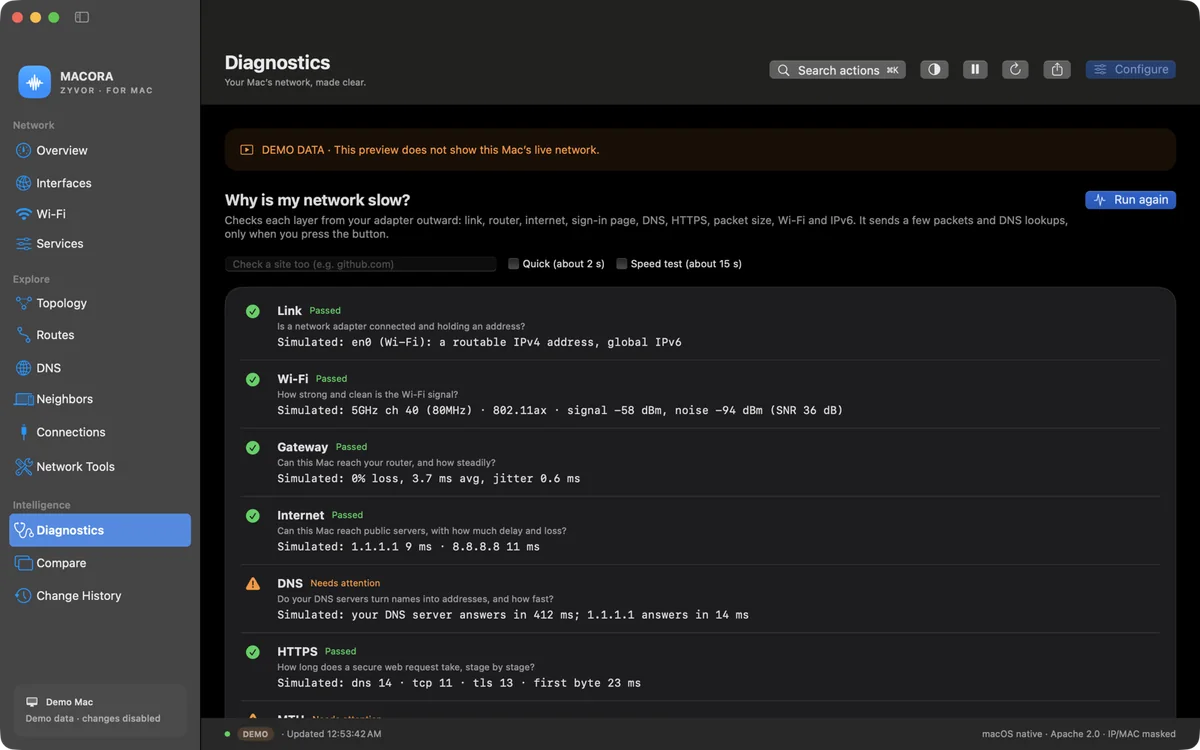 MACORA
ZYVOR · FOR MAC
Network
Overview
Interfaces
Wi-Fi
Services
Explore
Topology
Routes
DNS
Neighbors
Connections
Network Tools
Intelligence
Diagnostics
Compare
Change History
Demo Mac
Demo data · changes disabled
Diagnostics
Your Mac's network, made clear.
Search actions ⌘K
Configure
DEMO DATA · This preview does not show this Mac's live network.
Why is my network slow?
Run again
Checks each layer from your adapter outward: link, router, internet, sign-in page, DNS, HTTPS, packet size, Wi-Fi and IPv6. It sends a few packets and DNS lookups,
only when you press the button.
Check a site too (e.g. github.com)
Quick (about 2 s)
Speed test (about 15 s)
Link Passed
Is a network adapter connected and holding an address?
Simulated: en0 (Wi-Fi): a routable IPv4 address, global IPv6
Wi-Fi Passed
How strong and clean is the Wi-Fi signal?
Simulated: 5GHz ch 40 (80MHz) · 802.11ax · signal −58 dBm, noise −94 dBm (SNR 36 dB)
Gateway Passed
Can this Mac reach your router, and how steadily?
Simulated: 0% loss, 3.7 ms avg, jitter 0.6 ms
Internet Passed
Can this Mac reach public servers, with how much delay and loss?
Simulated: 1.1.1.1 9 ms · 8.8.8.8 11 ms
DNS Needs attention
Do your DNS servers turn names into addresses, and how fast?
Simulated: your DNS server answers in 412 ms; 1.1.1.1 answers in 14 ms
HTTPS Passed
How long does a secure web request take, stage by stage?
Simulated: dns 14 · tcp 11 · tls 13 · first byte 23 ms
MTU Needs attention
DEMO · Updated 12:53:42 AM
macOS native · Apache 2.0 · IP/MAC masked